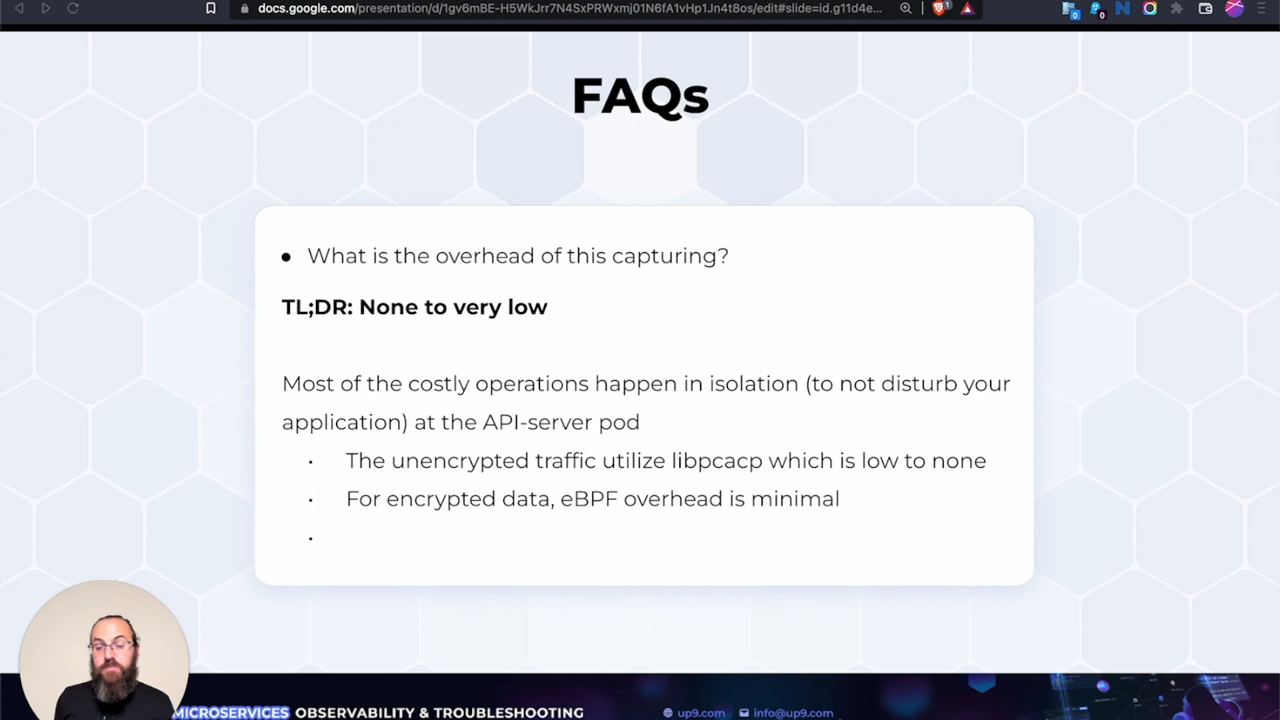 docs.google.com/presentation/d/1gv6mBE-H5WkJrr7N4SxPRWxmj01N6fA1vHp1Jn4t8os/edit#slide=id.g11d4e...
FAQs
● What is the overhead of this capturing?
TL;DR: None to very low
Most of the costly operations happen in isolation (to not disturb your
application) at the API-server pod
· The unencrypted traffic utilize libpcacp which is low to none
· For encrypted data, eBPF overhead is minimal
·
MICROSERVICES OBSERVABILITY & TROUBLESHOOTING
up9.com
info@up9.com